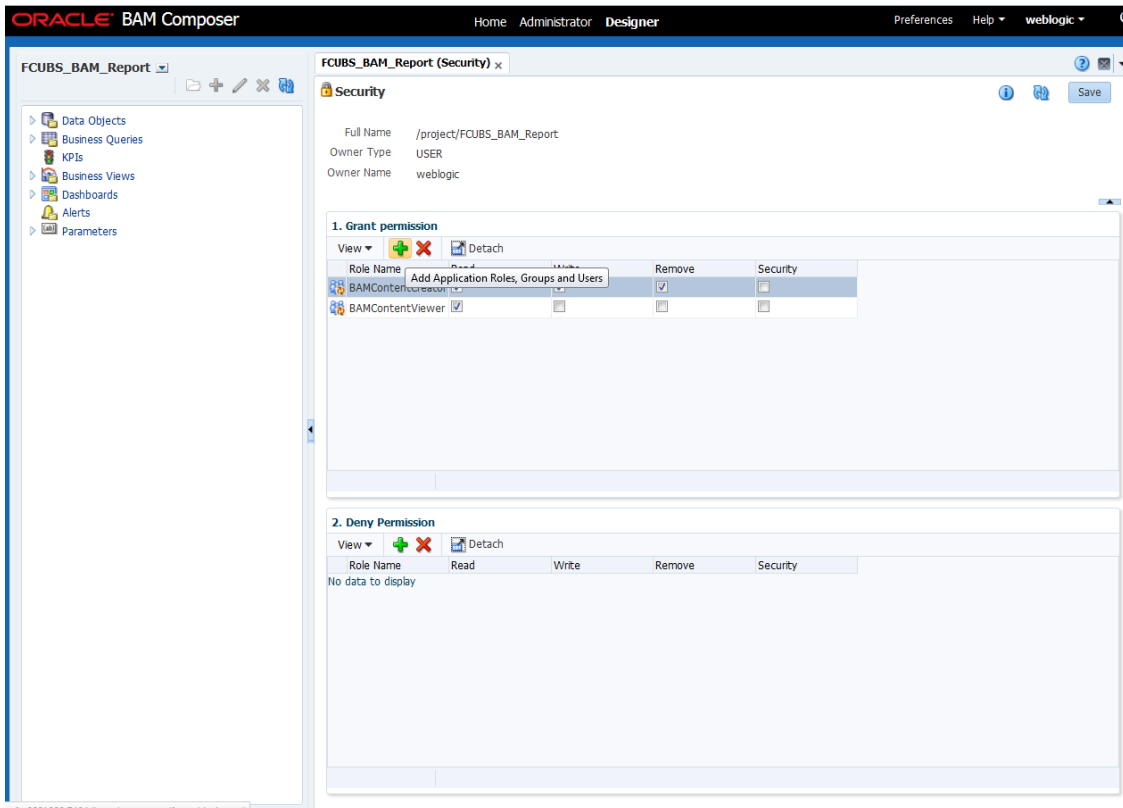 ORACLE BAM Composer
Home Administrator Designer
Preferences Help weblogic
FCUBS_BAM_Report
Data Objects
Business Queries
KPIs
Business Views
Dashboards
Alerts
Parameters
FCUBS_BAM_Report (Security) x
Security
Save
Full Name /project/FCUBS_BAM_Report
Owner Type USER
Owner Name weblogic
1. Grant permission
View Detach
Role Name Remove Security
Add Application Roles, Groups and Users
BAMContentCreator
BAMContentViewer
2. Deny Permission
View Detach
Role Name Read Write Remove Security
No data to display